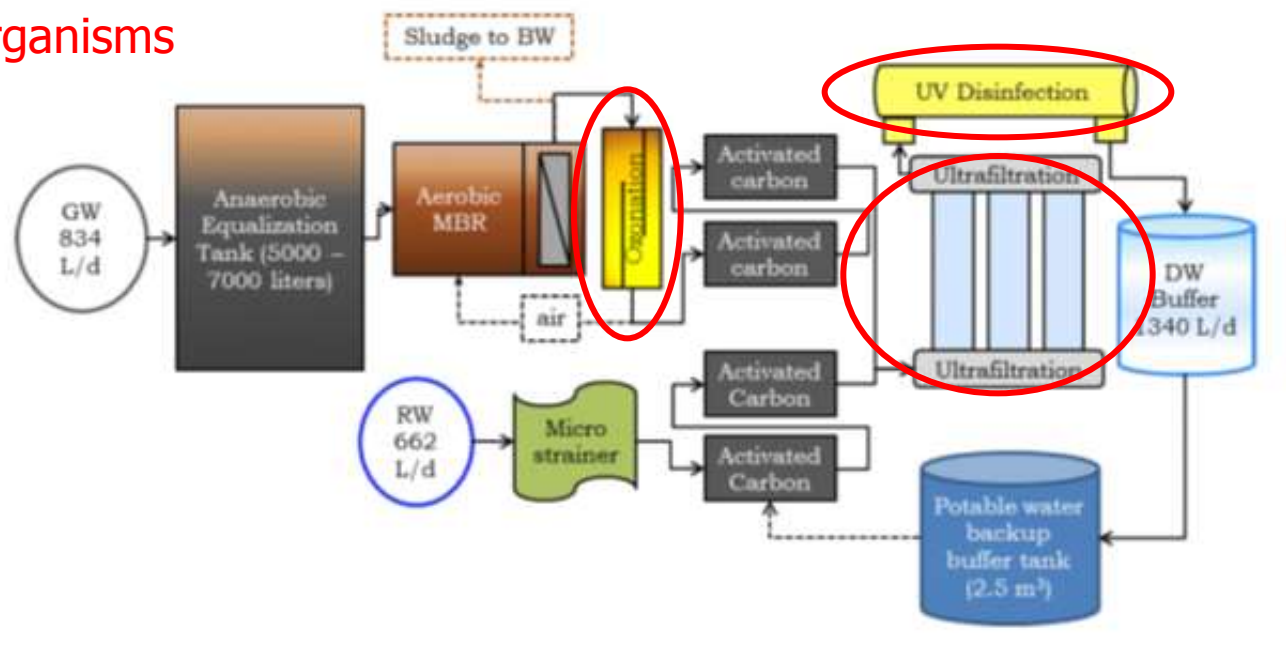 rganisms
Sludge to BW
UV Disinfection
GW
834
L/d
Anaerobic
Equalization
Tank (5000 –
7000 liters)
Aerobic
MBR
Ozonation
Activated
carbon
Activated
carbon
air
Ultrafiltration
Ultrafiltration
DW
Buffer
1340 L/d
RW
662
L/d
Micro
strainer
Activated
Carbon
Activated
Carbon
Potable water
backup
buffer tank
(2.5 m³)